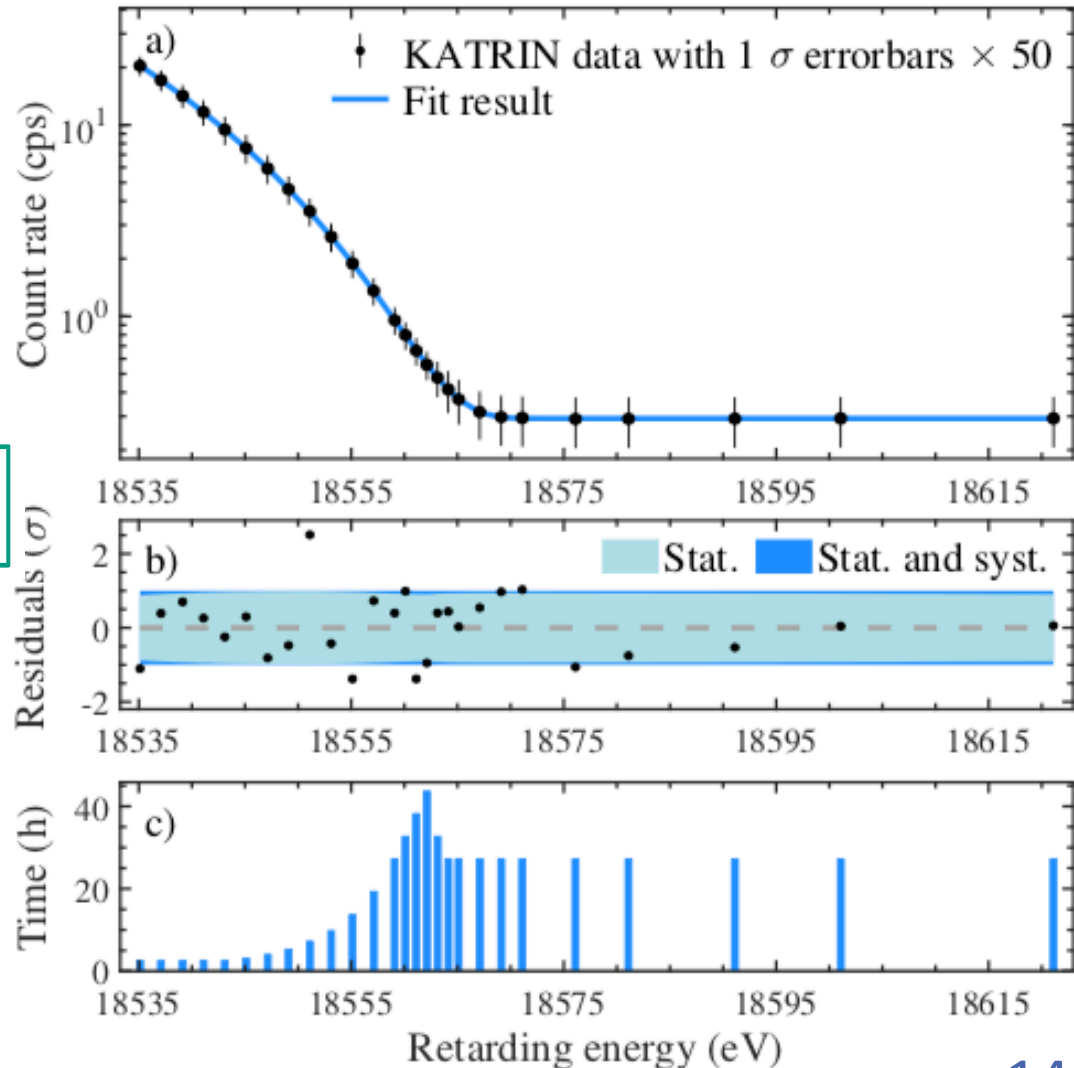 a)
KATRIN data with 1 σ errorbars × 50
Fit result
Count rate (cps)
10¹
10⁰
18535 18555 18575 18595 18615
b)
Stat. Stat. and syst.
Residuals (σ)
2
0
-2
18535 18555 18575 18595 18615
c)
Time (h)
40
20
0
18535 18555 18575 18595 18615
Retarding energy (eV)